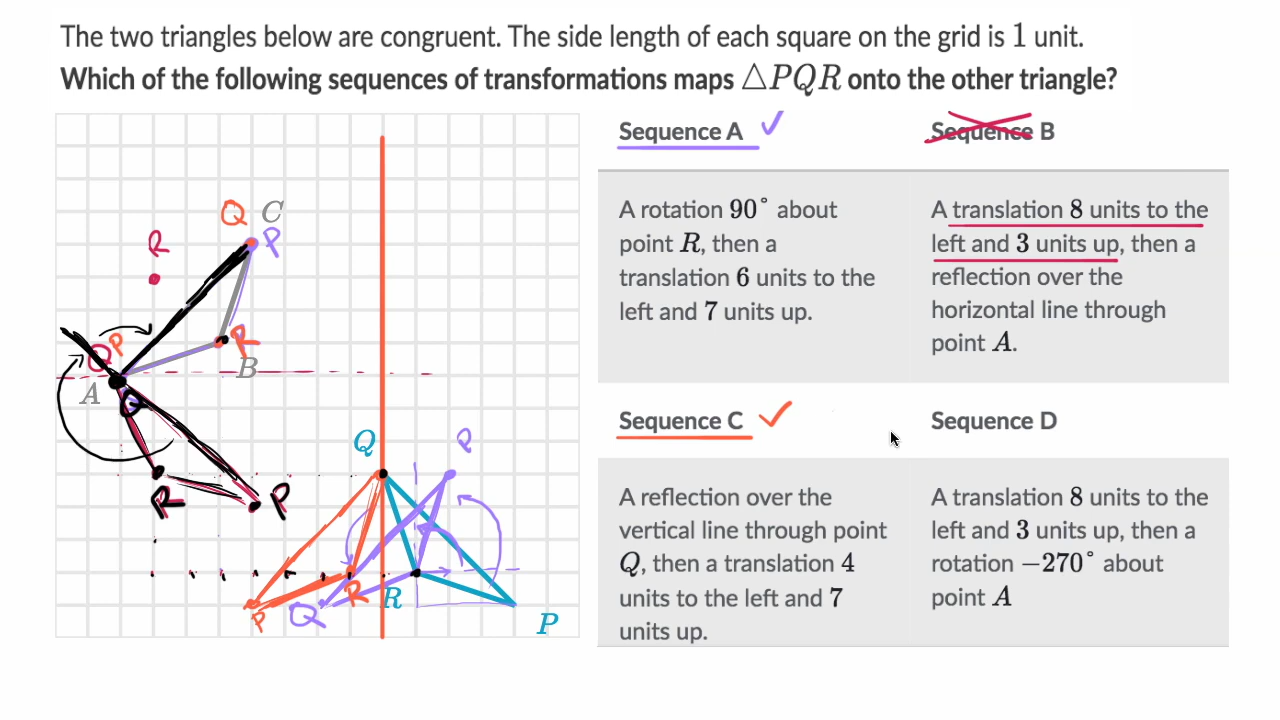 The two triangles below are congruent. The side length of each square on the grid is 1 unit.
Which of the following sequences of transformations maps △PQR onto the other triangle?
Sequence A
Sequence B
A rotation 90° about
point R, then a
translation 6 units to the
left and 7 units up.
A translation 8 units to the
left and 3 units up, then a
reflection over the
horizontal line through
point A.
Sequence C
Sequence D
A reflection over the
vertical line through point
Q, then a translation 4
units to the left and 7
units up.
A translation 8 units to the
left and 3 units up, then a
rotation −270° about
point A
Q C
R P
P R
Q
B
A
Q
Q P
R P
R R
P Q P